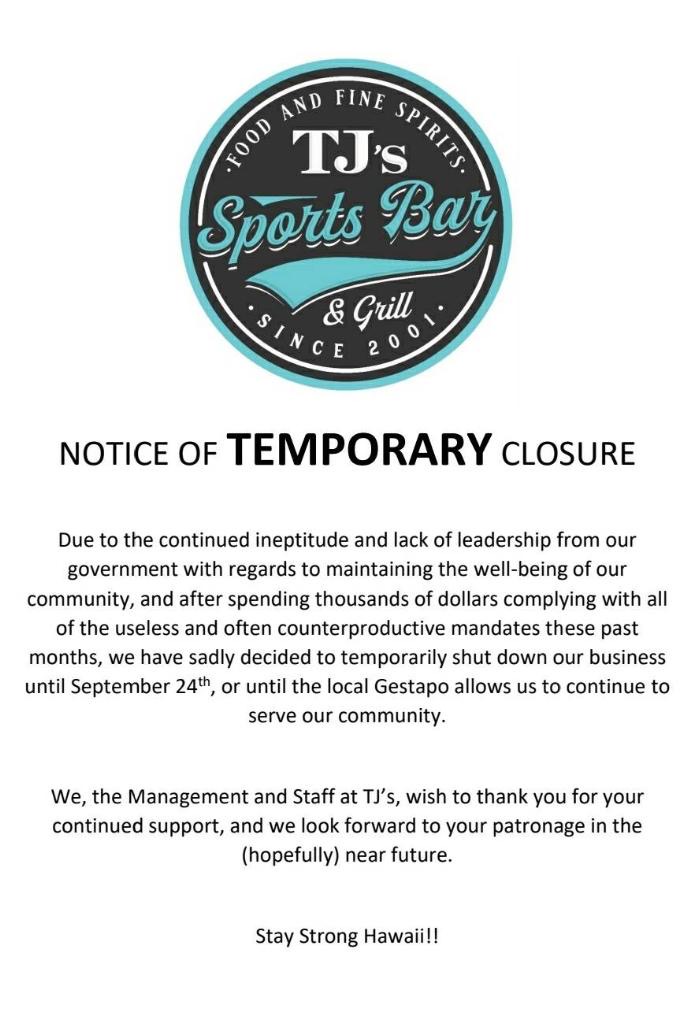 ·FOOD AND FINE SPIRITS·
TJ's
Sports Bar
& Grill
·SINCE 2001·
NOTICE OF TEMPORARY CLOSURE
Due to the continued ineptitude and lack of leadership from our
government with regards to maintaining the well-being of our
community, and after spending thousands of dollars complying with all
of the useless and often counterproductive mandates these past
months, we have sadly decided to temporarily shut down our business
until September 24th, or until the local Gestapo allows us to continue to
serve our community.
We, the Management and Staff at TJ’s, wish to thank you for your
continued support, and we look forward to your patronage in the
(hopefully) near future.
Stay Strong Hawaii!!